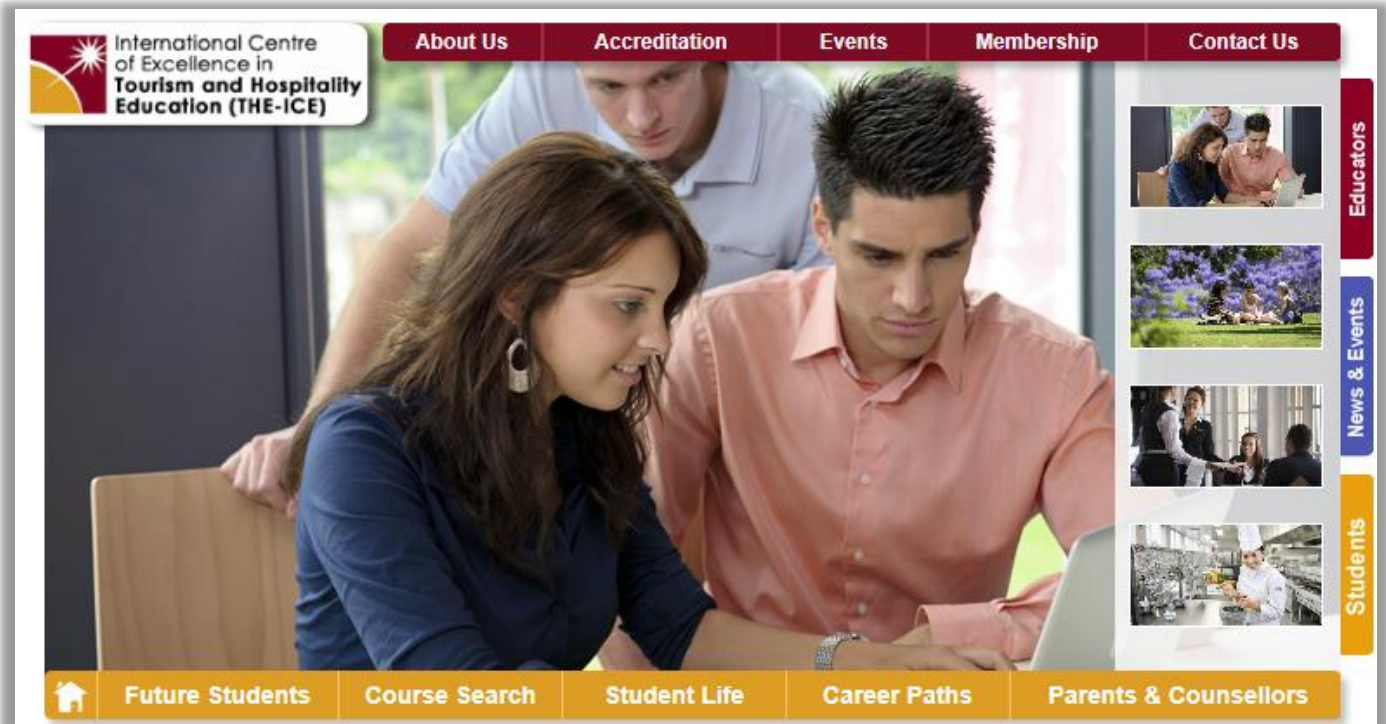 International Centre
of Excellence in
Tourism and Hospitality
Education (THE-ICE)
About Us
Accreditation
Events
Membership
Contact Us
Educators
News & Events
Students
Future Students
Course Search
Student Life
Career Paths
Parents & Counsellors